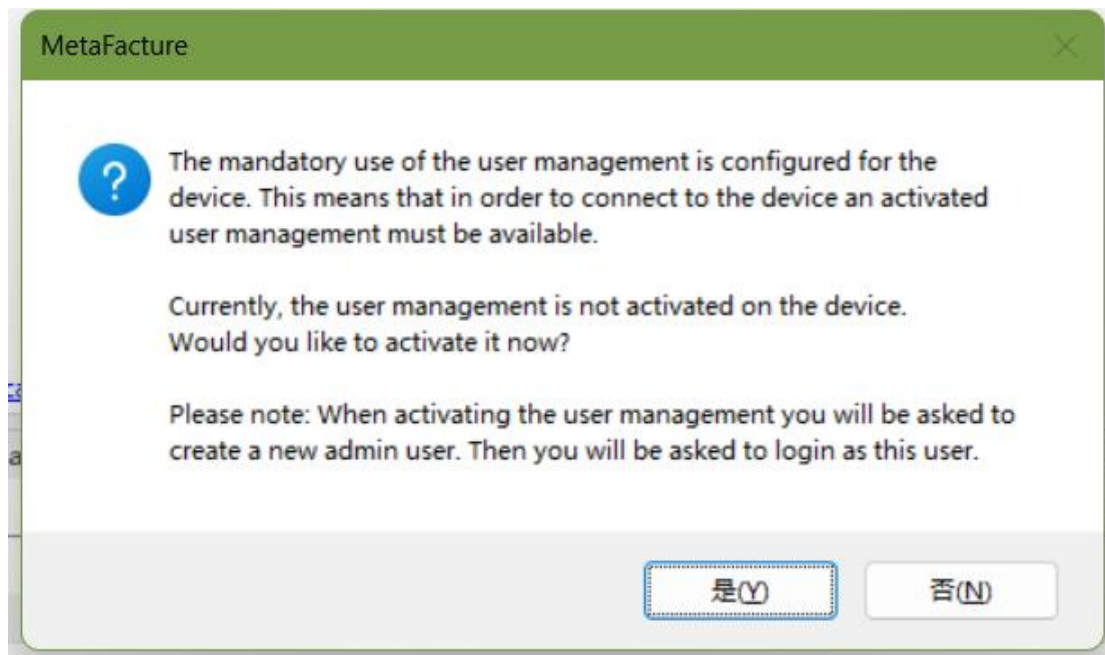 MetaFacture
The mandatory use of the user management is configured for the
device. This means that in order to connect to the device an activated
user management must be available.
Currently, the user management is not activated on the device.
Would you like to activate it now?
Please note: When activating the user management you will be asked to
create a new admin user. Then you will be asked to login as this user.
是(Y)
否(N)